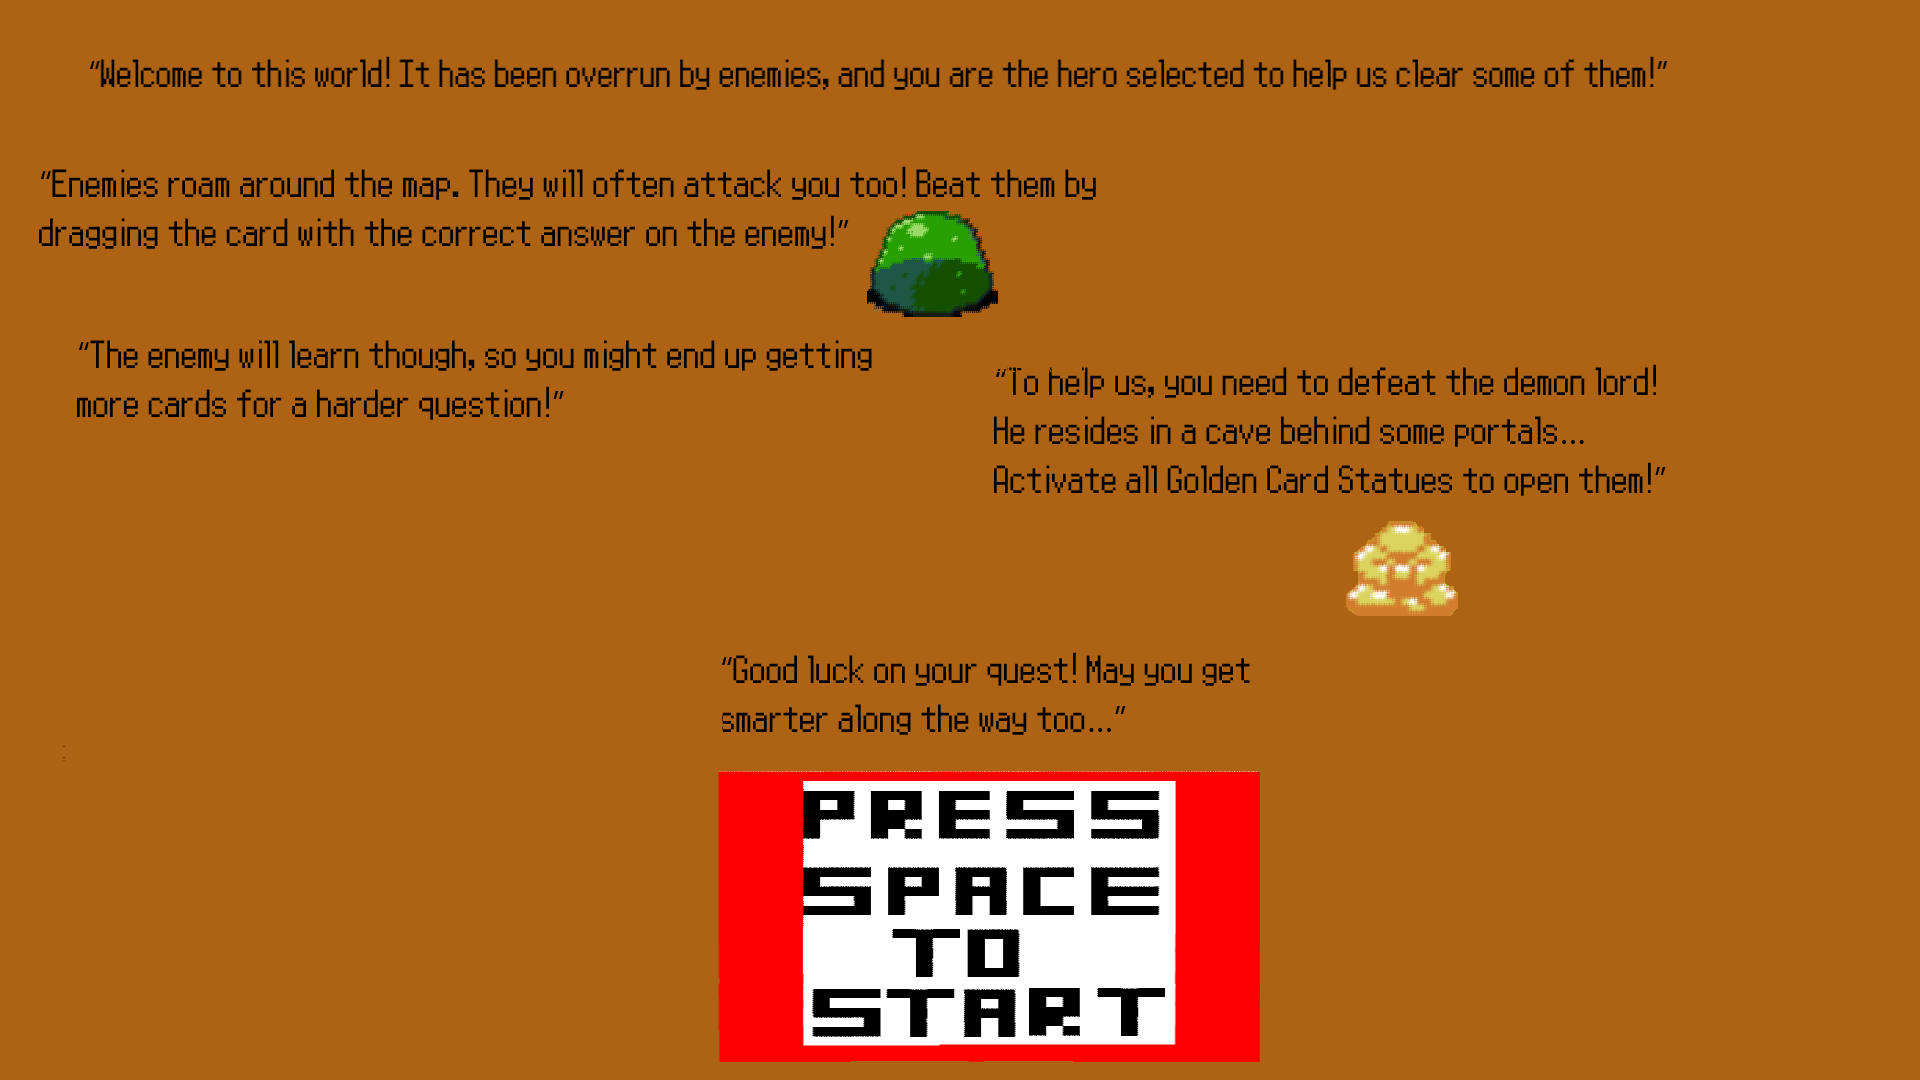 "Welcome to this world! It has been overrun by enemies, and you are the hero selected to help us clear some of them!"
"Enemies roam around the map. They will often attack you too! Beat them by
dragging the card with the correct answer on the enemy!"
"The enemy will learn though, so you might end up getting
more cards for a harder question!"
"To help us, you need to defeat the demon lord!
He resides in a cave behind some portals...
Activate all Golden Card Statues to open them!"
"Good luck on your quest! May you get
smarter along the way too..."
PRESS
SPACE
TO
START